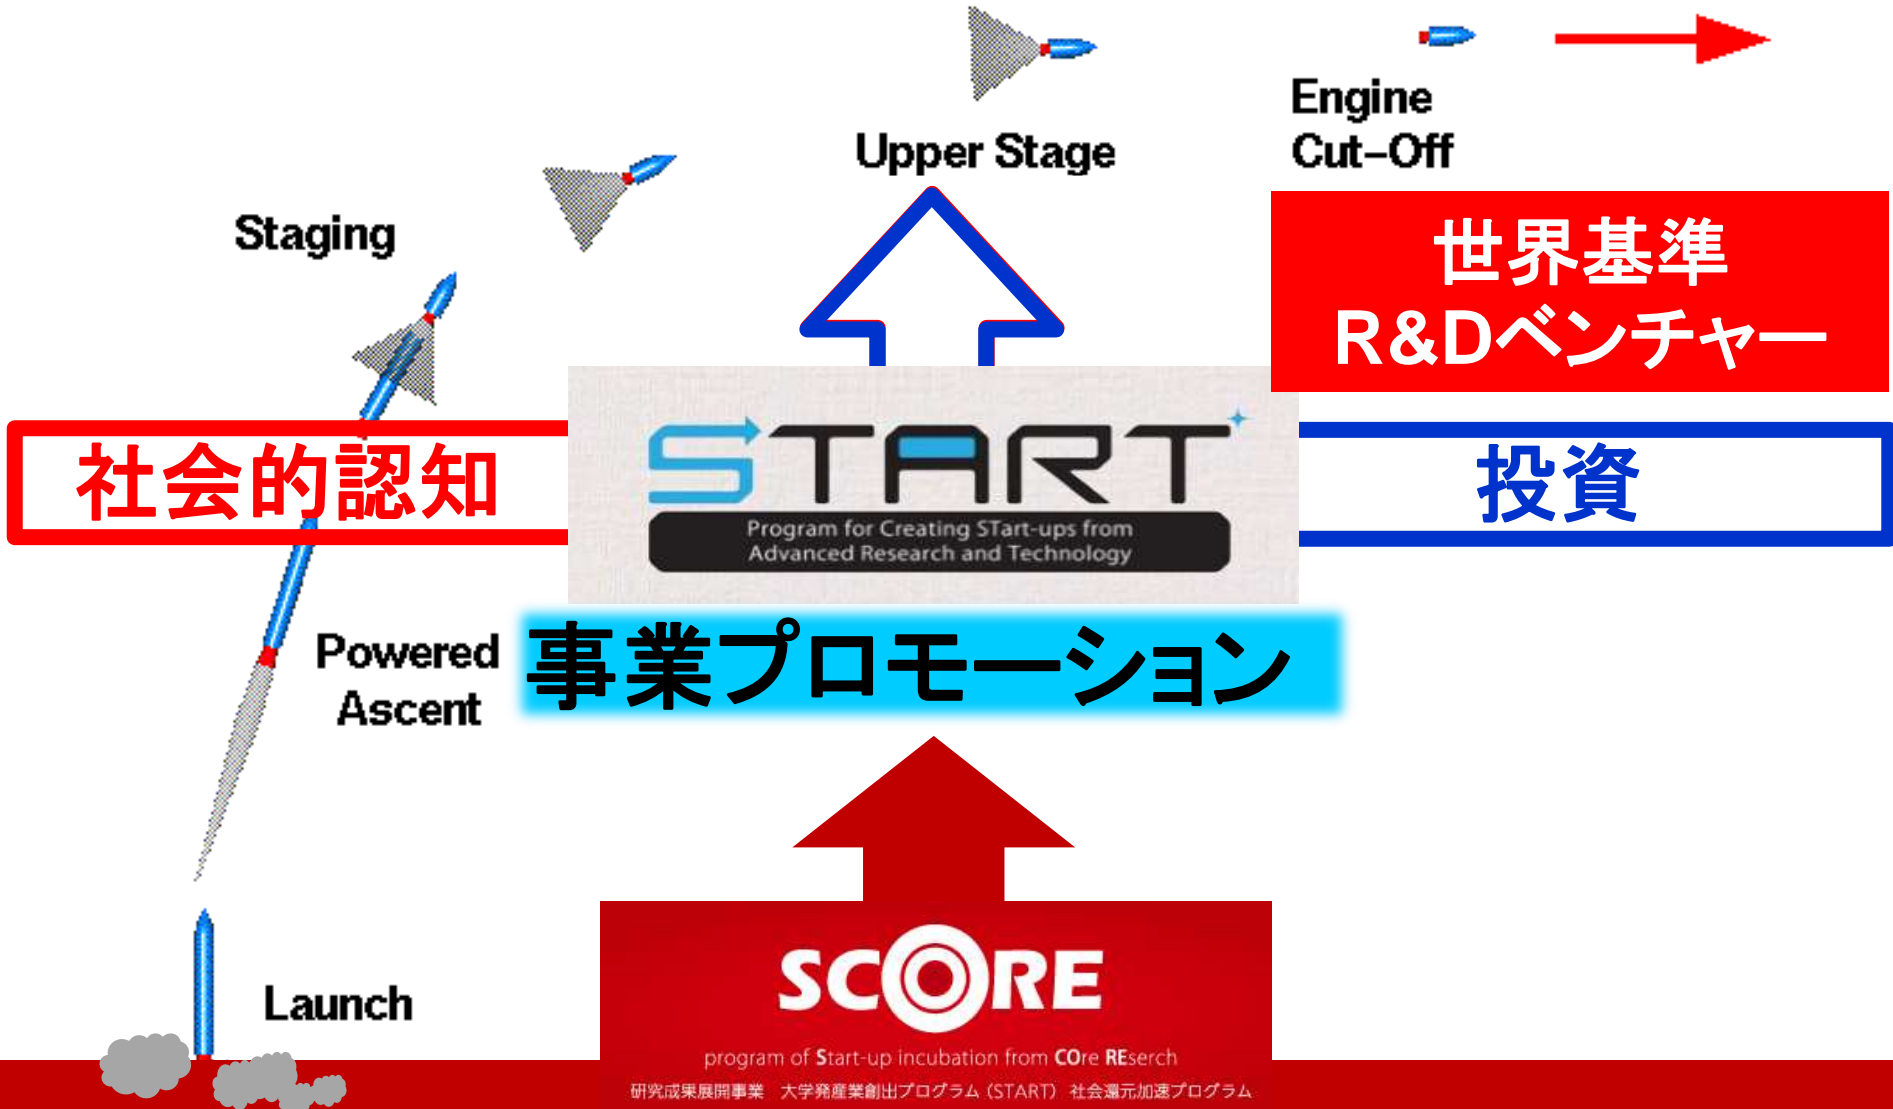 Upper Stage
Engine
Cut-Off
Staging
世界基準
R&Dベンチャー
社会的認知
START
Program for Creating STart-ups from
Advanced Research and Technology
投資
Powered
Ascent
事業プロモーション
Launch
SCORE
program of Start-up incubation from COre REserch
研究成果展開事業 大学発産業創出プログラム（START） 社会還元加速プログラム